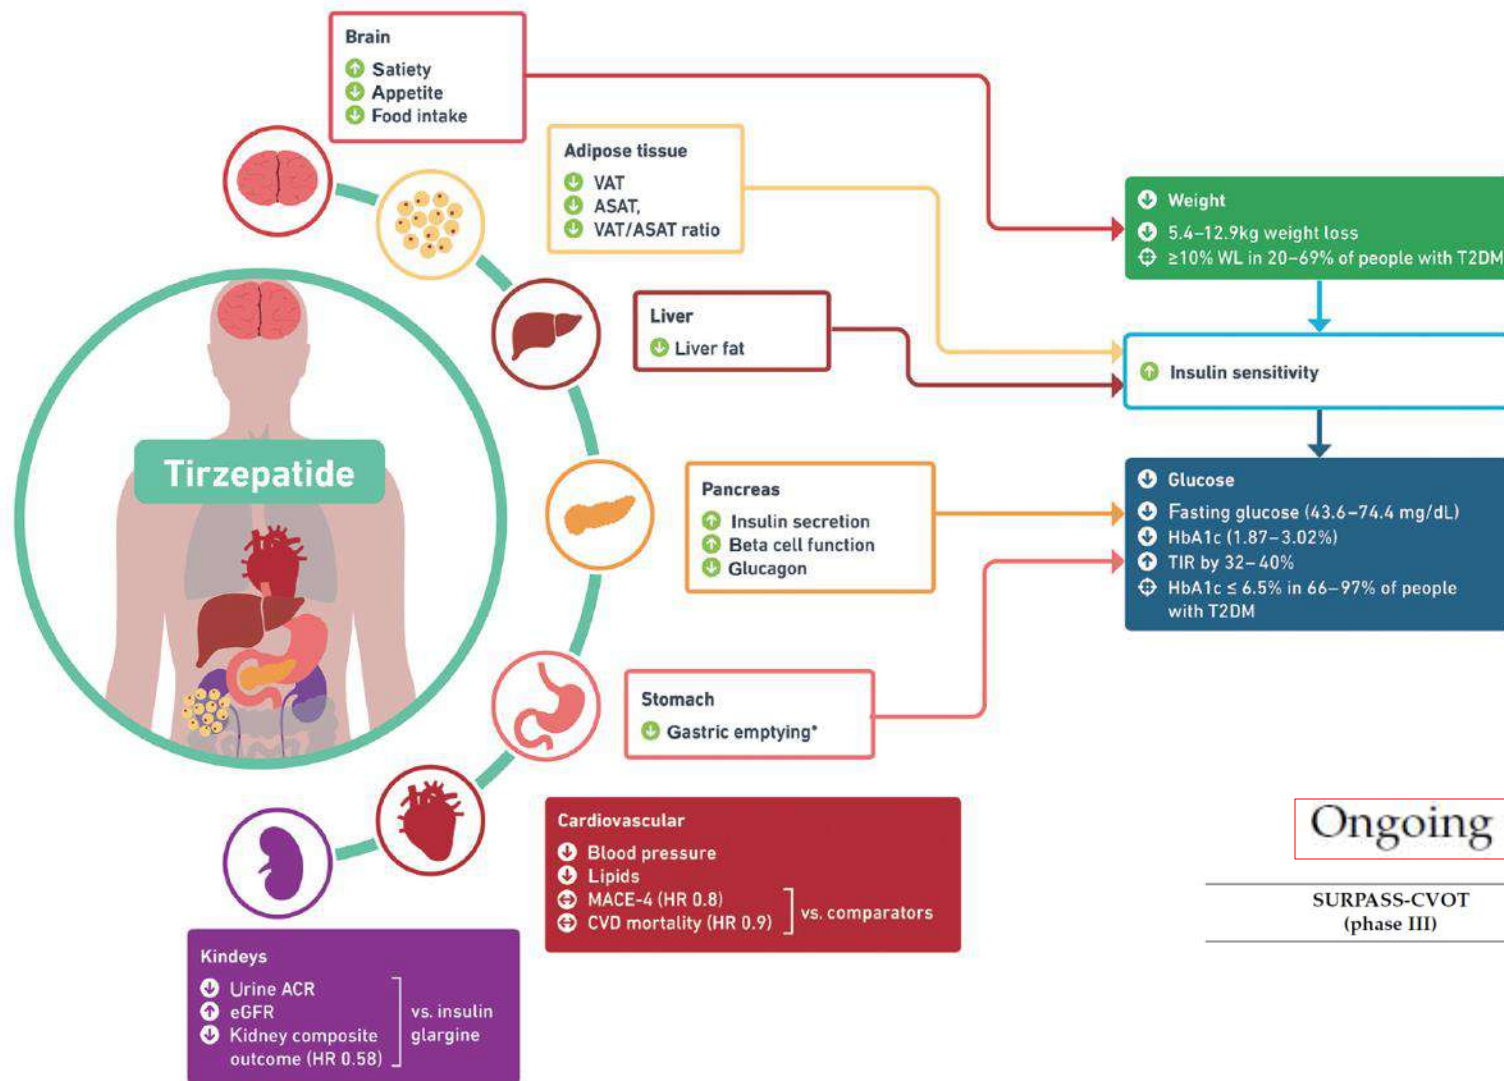 Brain
Satiety
Appetite
Food intake
Adipose tissue
VAT
ASAT,
VAT/ASAT ratio
Weight
5.4–12.9kg weight loss
≥10% WL in 20–69% of people with T2DM
Liver
Liver fat
Insulin sensitivity
Tirzepatide
Pancreas
Insulin secretion
Beta cell function
Glucagon
Glucose
Fasting glucose (43.6–74.4 mg/dL)
HbA1c (1.87–3.02%)
TIR by 32–40%
HbA1c ≤ 6.5% in 66–97% of people
with T2DM
Stomach
Gastric emptying*
Cardiovascular
Blood pressure
Lipids
MACE-4 (HR 0.8)
CVD mortality (HR 0.9)
vs. comparators
Ongoing
SURPASS-CVOT
(phase III)
Kindeys
Urine ACR
eGFR
Kidney composite
outcome (HR 0.58)
vs. insulin
glargine